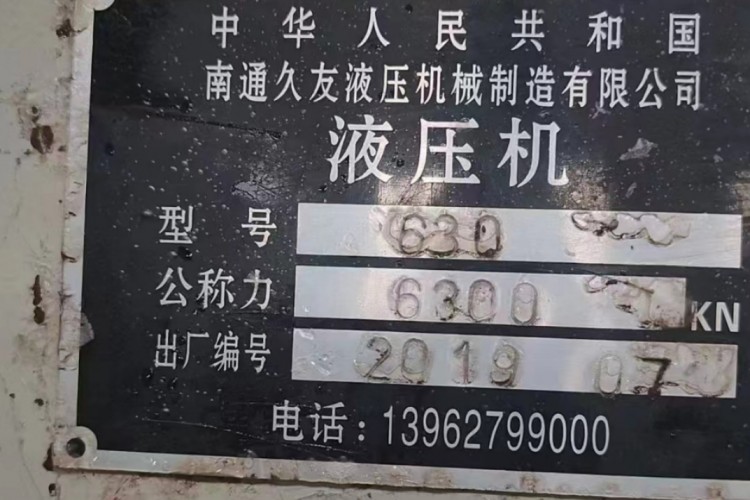 中华人民共和国
南通久友液压机械制造有限公司
液压机
型号 630
公称力 6300 KN
出厂编号 2019 07
电话：13962799000